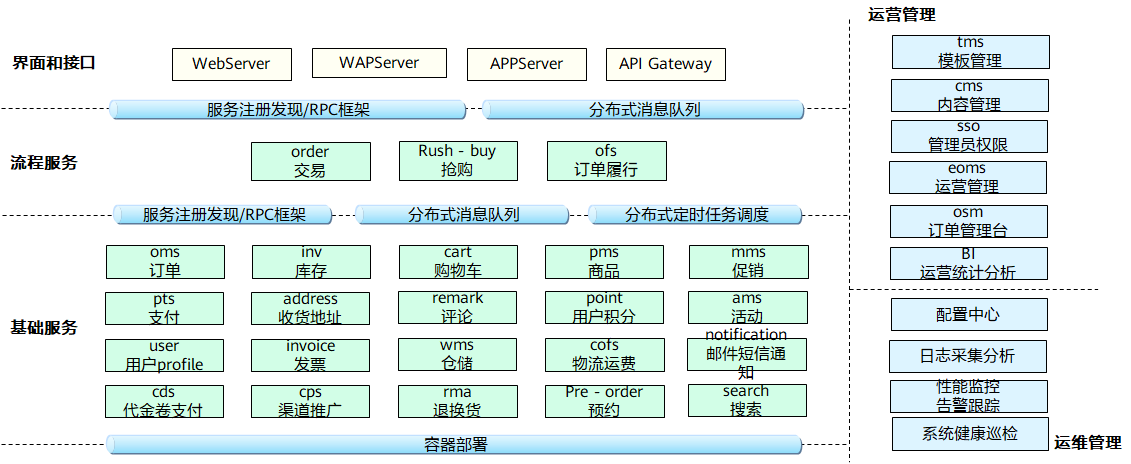 运营管理
界面和接口
WebServer
WAPServer
APPServer
API Gateway
tms
模板管理
cms
内容管理
服务注册发现/RPC框架
分布式消息队列
sso
管理员权限
流程服务
order
交易
Rush - buy
抢购
ofs
订单履行
eoms
运营管理
服务注册发现/RPC框架
分布式消息队列
分布式定时任务调度
osm
订单管理台
BI
运营统计分析
基础服务
oms
订单
inv
库存
cart
购物车
pms
商品
mms
促销
pts
支付
address
收货地址
remark
评论
point
用户积分
ams
活动
user
用户profile
invoice
发票
wms
仓储
cofs
物流运费
notification
邮件短信通
知
cds
代金卷支付
cps
渠道推广
rma
退换货
Pre - order
预约
search
搜索
容器部署
配置中心
日志采集分析
性能监控
告警跟踪
系统健康巡检
运维管理